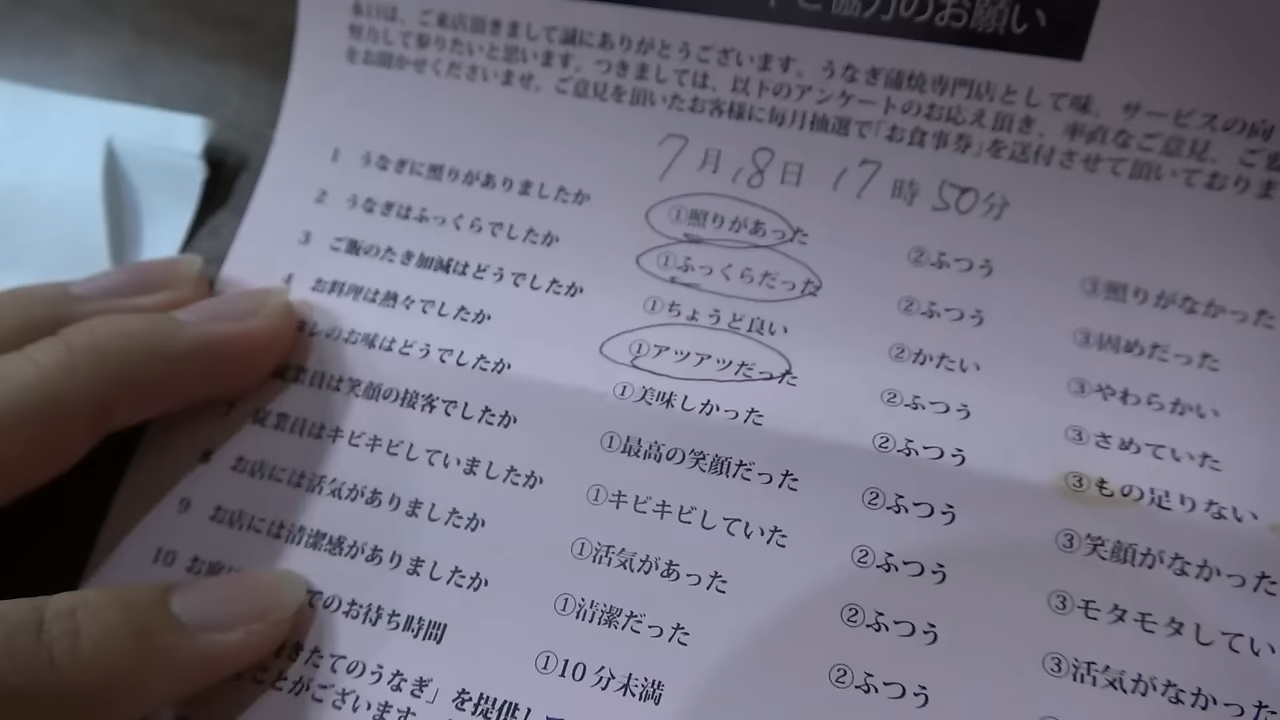 ご協力のお願い
本日は、ご来店頂きまして誠にありがとうございます。うなぎ蒲焼専門店として味、サービスの向
努力して参りたいと思います。つきましては、以下のアンケートのお応え頂き、率直なご意見、ご
をお聞かせくださいませ。ご意見を頂いたお客様に毎月抽選で「お食事券」を送付させて頂いておりま
7月18日 17時50分
1 うなぎに照りがありましたか ①照りがあった ②ふつう ③照りがなかった
2 うなぎはふっくらでしたか ①ふっくらだった ②ふつう ③固めだった
3 ご飯のたき加減はどうでしたか ①ちょうど良い ②かたい ③やわらかい
4 お料理は熱々でしたか ①アツアツだった ②ふつう ③さめていた
タレのお味はどうでしたか ①美味しかった ②ふつう ③もの足りない
従業員は笑顔の接客でしたか ①最高の笑顔だった ②ふつう ③笑顔がなかった
7 従業員はキビキビしていましたか ①キビキビしていた ②ふつう ③モタモタしてい
8 お店には活気がありましたか ①活気があった ②ふつう ③活気がなかった
9 お店には清潔感がありましたか ①清潔だった ②ふつう
10 お席 でのお待ち時間 ①10分未満 ②ふつう
きたてのうなぎ」を提供し
ことがございます。